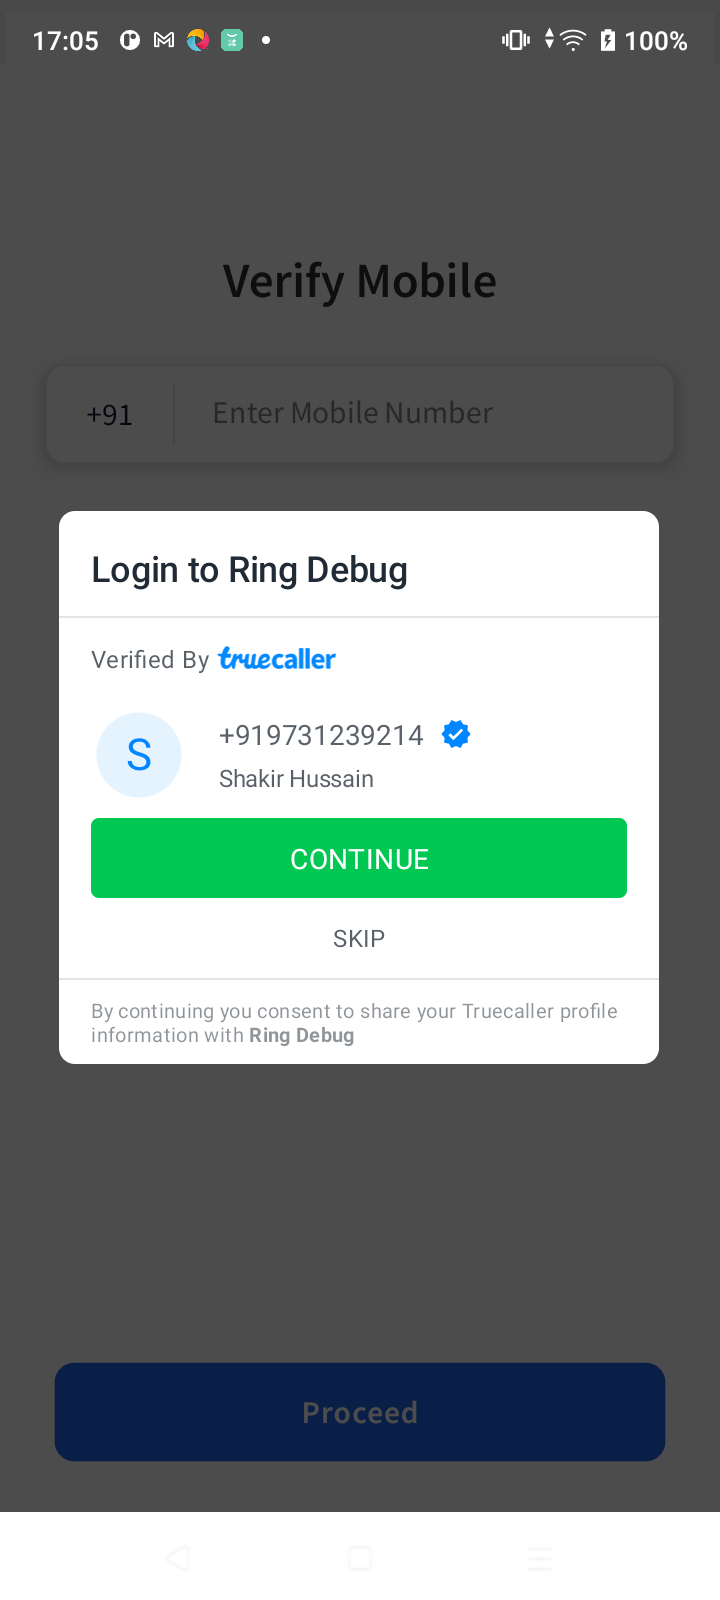 17:05
100%
Verify Mobile
+91
Enter Mobile Number
Login to Ring Debug
Verified By truecaller
S
+919731239214
Shakir Hussain
CONTINUE
SKIP
By continuing you consent to share your Truecaller profile
information with Ring Debug
Proceed